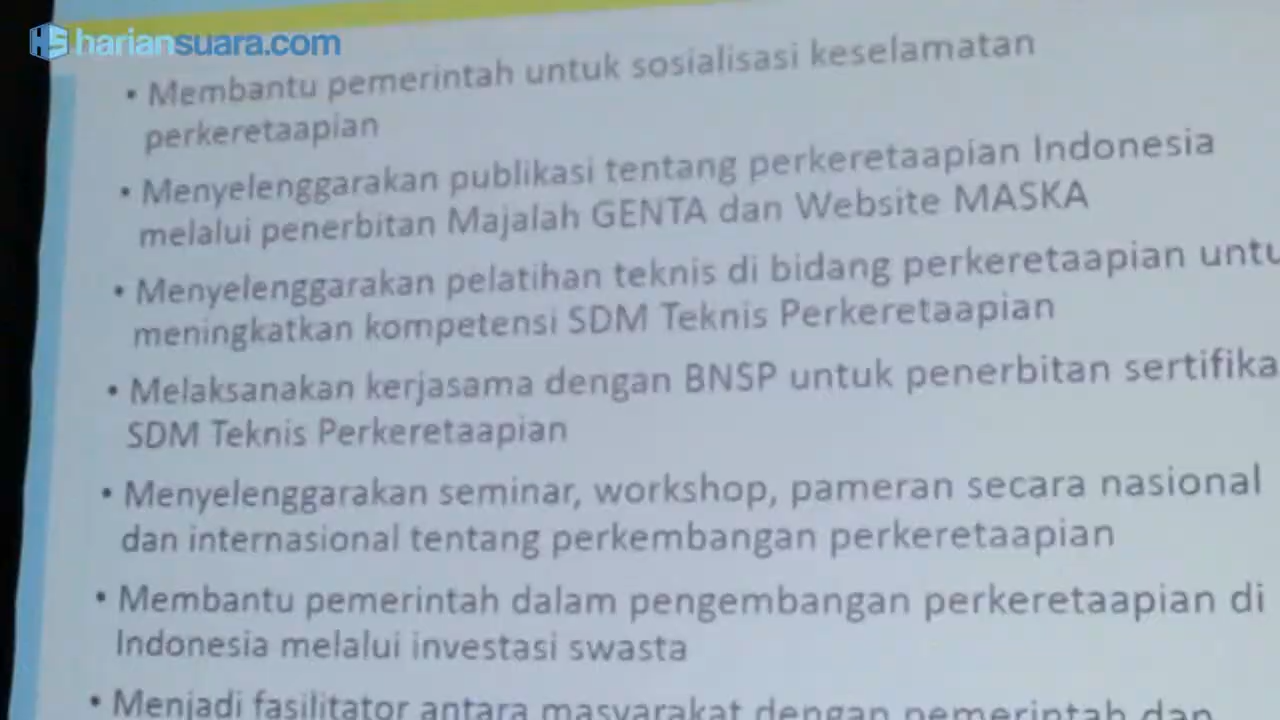 hariansuara.com
• Membantu pemerintah untuk sosialisasi keselamatan
perkeretaapian
• Menyelenggarakan publikasi tentang perkeretaapian Indonesia
melalui penerbitan Majalah GENTA dan Website MASKA
• Menyelenggarakan pelatihan teknis di bidang perkeretaapian untu
meningkatkan kompetensi SDM Teknis Perkeretaapian
• Melaksanakan kerjasama dengan BNSP untuk penerbitan sertifika
SDM Teknis Perkeretaapian
• Menyelenggarakan seminar, workshop, pameran secara nasional
dan internasional tentang perkembangan perkeretaapian
• Membantu pemerintah dalam pengembangan perkeretaapian di
Indonesia melalui investasi swasta
• Menjadi fasilitator antara masyarakat dengan pemerintah dan